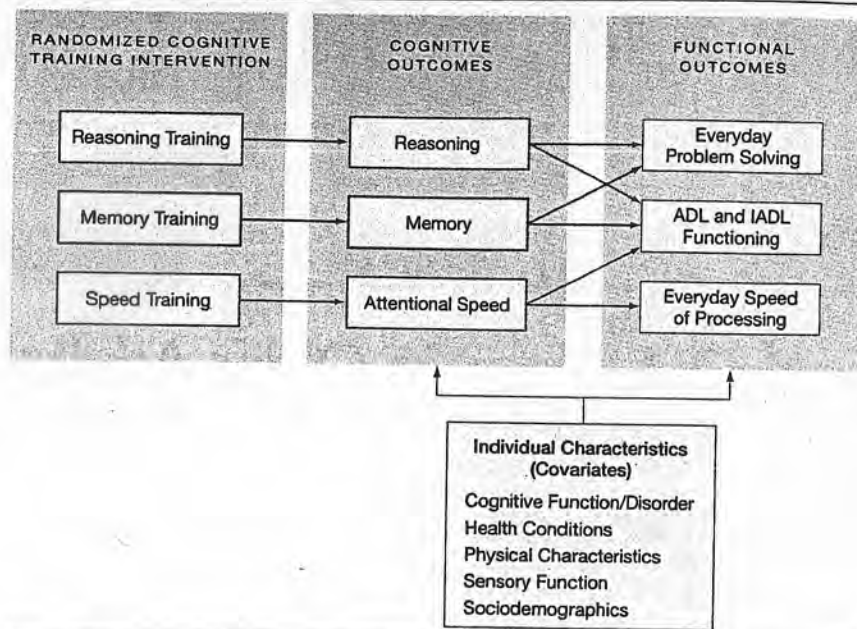 RANDOMIZED COGNITIVE
TRAINING INTERVENTION
Reasoning Training
Memory Training
Speed Training
COGNITIVE
OUTCOMES
Reasoning
Memory
Attentional Speed
FUNCTIONAL
OUTCOMES
Everyday
Problem Solving
ADL and IADL
Functioning
Everyday Speed
of Processing
Individual Characteristics
(Covariates)
Cognitive Function/Disorder
Health Conditions
Physical Characteristics
Sensory Function
Sociodemographics